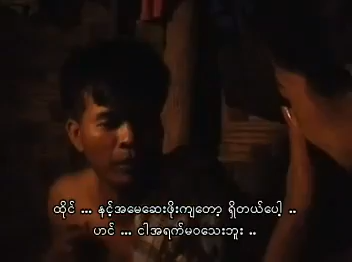 ထိုင် ... နင့်အမေဆေးဖိုးကျတော့ ရှိတယ်ပေါ့ ..
ဟင် ... ငါအရက်မဝသေးဘူး ..